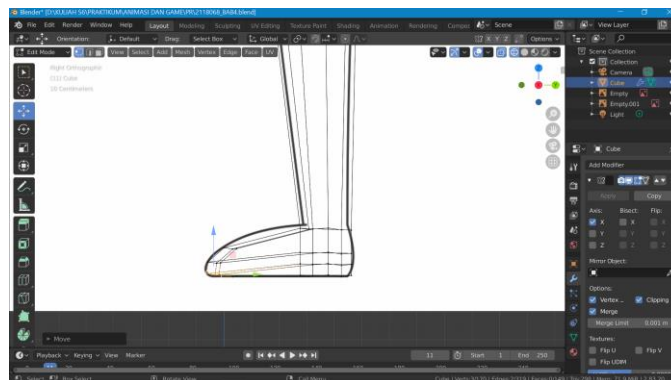 Blender* [D:\KULIAH S6\PRAKTIKUM\ANIMASI DAN GAME\PR\2118068_BAB4.blend]
File Edit Render Window Help Layout Modeling Sculpting UV Editing Texture Paint Shading Animation Rendering Compo Scene View Layer
Orientation: Default Drag: Select Box Global X Y Z Options
Edit Mode View Select Add Mesh Vertex Edge Face UV
Right Orthographic
(11) Cube
10 Centimeters
Move
Scene Collection
Collection
Camera
Cube
Empty
Empty.001
Light
Cube
Add Modifier
Apply Copy
Axis: Bisect: Flip:
X X X
Y Y Y
Z Z Z
Mirror Object:
Options:
Vertex .. Clipping
Merge
Merge Limit 0.001 m
Textures:
Flip U Flip V
Flip UDIM
Playback Keying View Marker 11 Start 1 End 250
Select Box Select Rotate View Call Menu